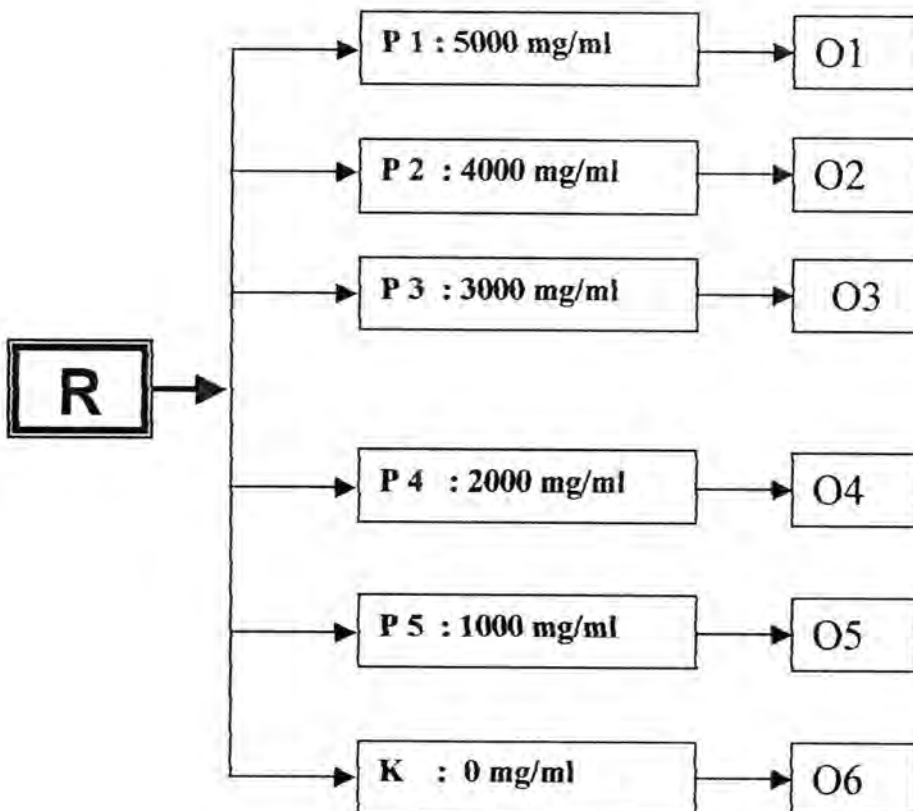 P 1 : 5000 mg/ml O1
P 2 : 4000 mg/ml O2
P 3 : 3000 mg/ml O3
R
P 4 : 2000 mg/ml O4
P 5 : 1000 mg/ml O5
K : 0 mg/ml O6